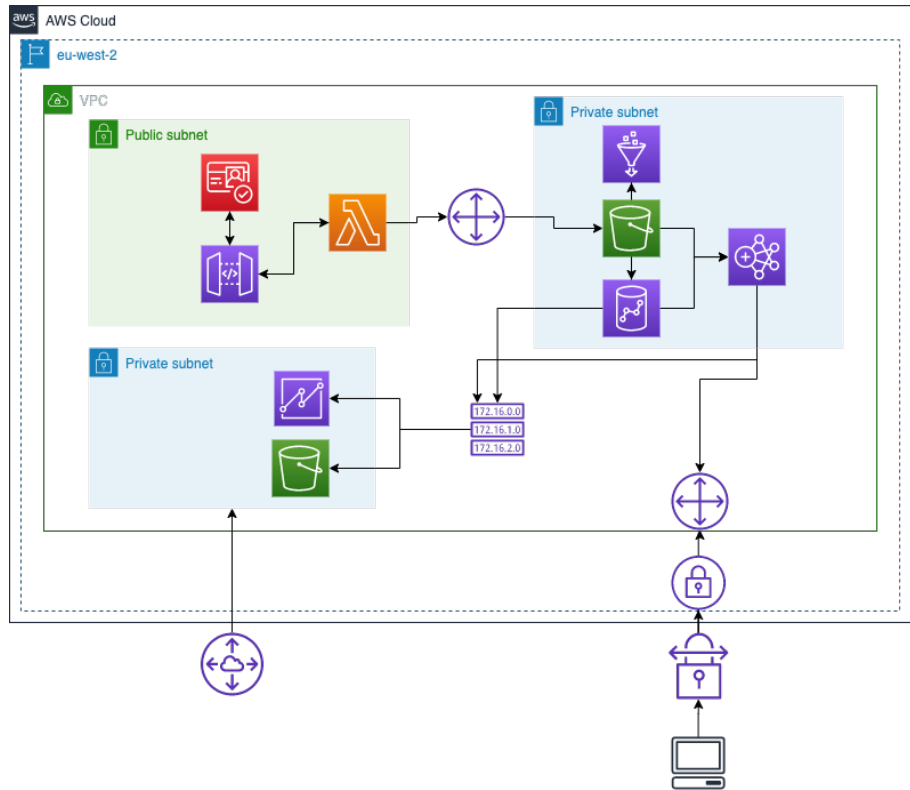 aws
AWS Cloud
eu-west-2
VPC
Public subnet
Private subnet
</>
Private subnet
172.16.0.0
172.16.1.0
172.16.2.0